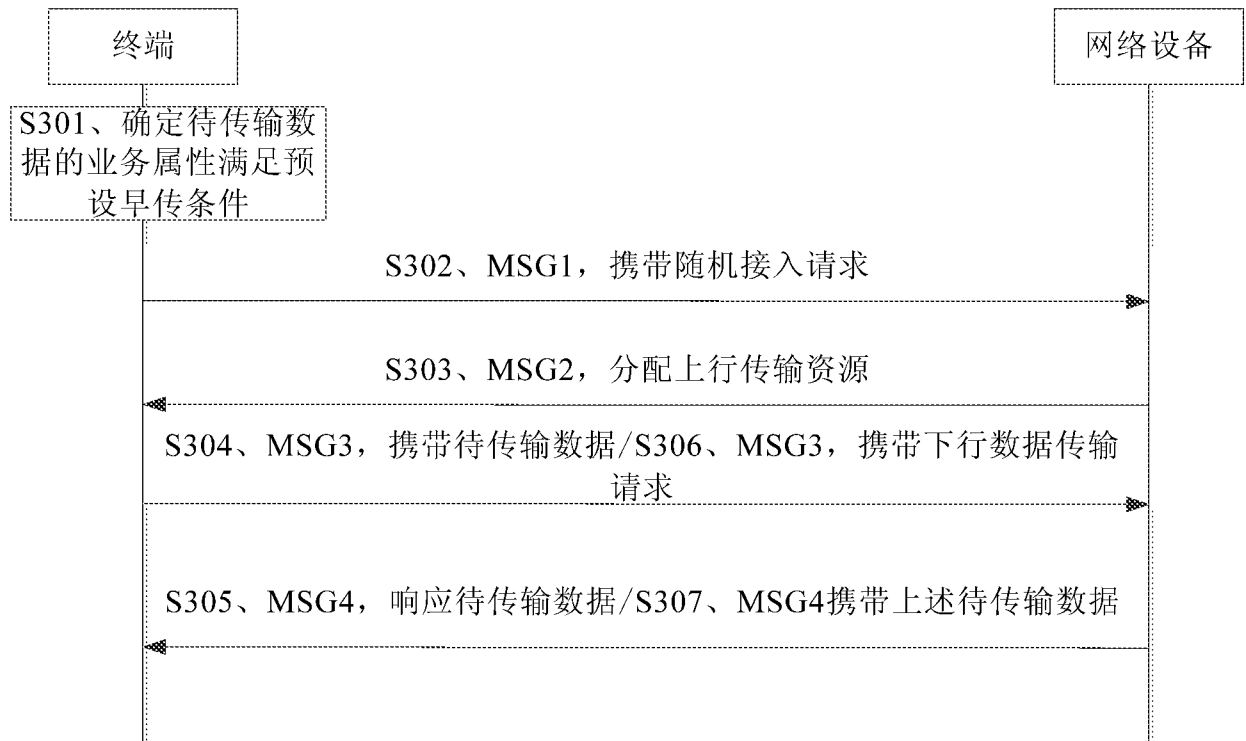 终端
网络设备
S301、确定待传输数
据的业务属性满足预
设早传条件
S302、MSG1，携带随机接入请求
S303、MSG2，分配上行传输资源
S304、MSG3，携带待传输数据/S306、MSG3，携带下行数据传输
请求
S305、MSG4，响应待传输数据/S307、MSG4携带上述待传输数据